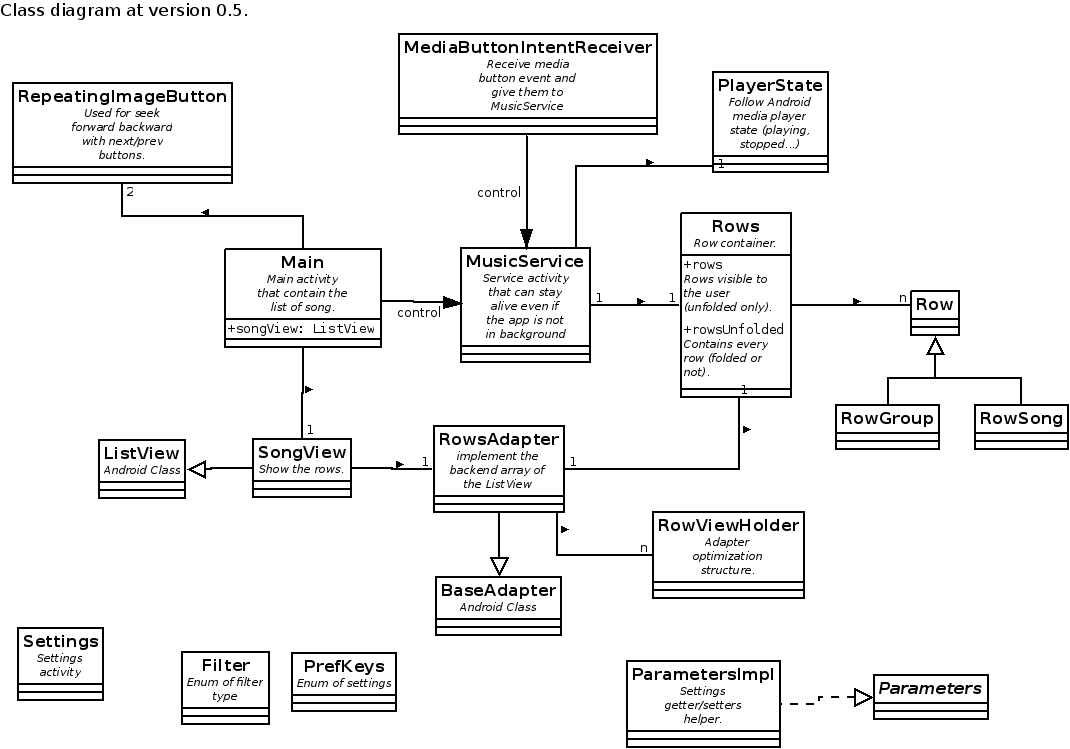 Class diagram at version 0.5.
MediaButtonIntentReceiver
Receive media
button event and
give them to
MusicService
PlayerState
Follow Android
media player
state (playing,
stopped...)
1
RepeatingImageButton
Used for seek
forward backward
with next/prev
buttons.
2
control
Main
Main activity
that contain the
list of song.
+songView: ListView
control
MusicService
Service activity
that can stay
alive even if
the app is not
in background
1
1
Rows
Row container.
+rows
Rows visible to
the user
(unfolded only).
+rowsUnfolded
Contains every
row (folded or
not).
1
n
Row
RowGroup
RowSong
1
ListView
Android Class
SongView
Show the rows.
1
RowsAdapter
implement the
backend array of
the ListView
1
n
RowViewHolder
Adapter
optimization
structure.
BaseAdapter
Android Class
Settings
Settings
activity
Filter
Enum of filter
type
PrefKeys
Enum of settings
ParametersImpl
Settings
getter/setters
helper.
Parameters